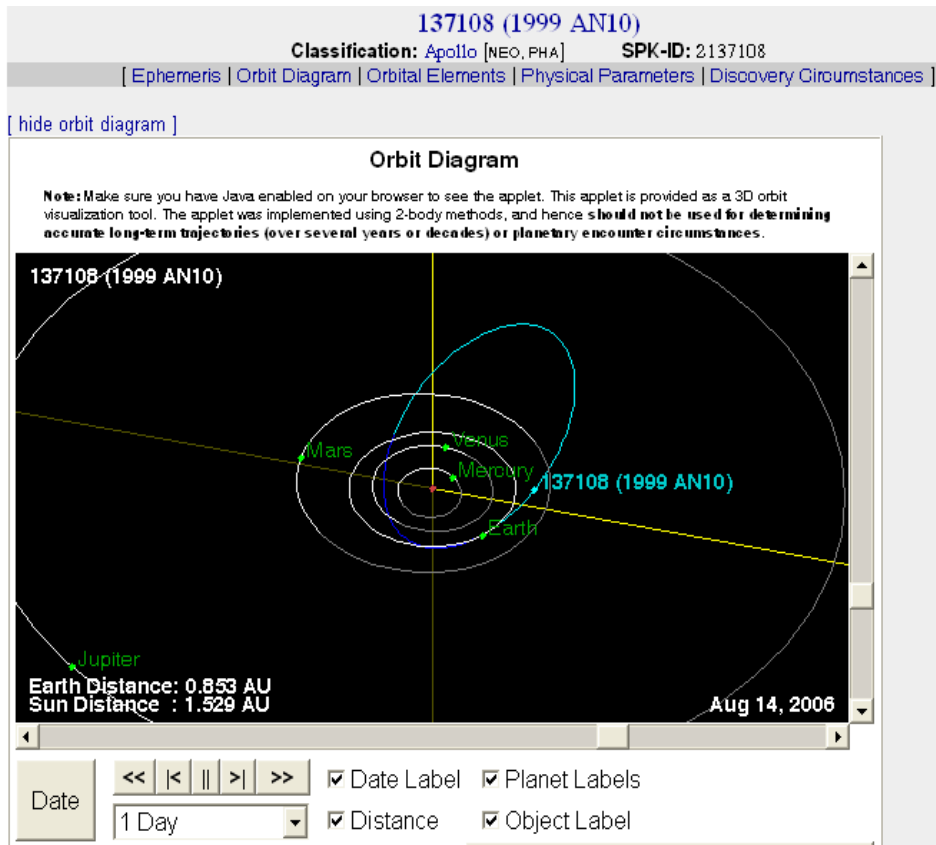 137108 (1999 AN10)
Classification: Apollo [NEO, PHA] SPK-ID: 2137108
[ Ephemeris | Orbit Diagram | Orbital Elements | Physical Parameters | Discovery Circumstances ]
[ hide orbit diagram ]
Orbit Diagram
Note: Make sure you have Java enabled on your browser to see the applet. This applet is provided as a 3D orbit
visualization tool. The applet was implemented using 2-body methods, and hence should not be used for determining
accurate long-term trajectories (over several years or decades) or planetary encounter circumstances.
137108 (1999 AN10)
Mars
Venus
Mercury
137108 (1999 AN10)
Earth
Jupiter
Earth Distance: 0.853 AU
Sun Distance : 1.529 AU
Aug 14, 2006
Date
<< |< || >| >>
Date Label
Planet Labels
1 Day
Distance
Object Label